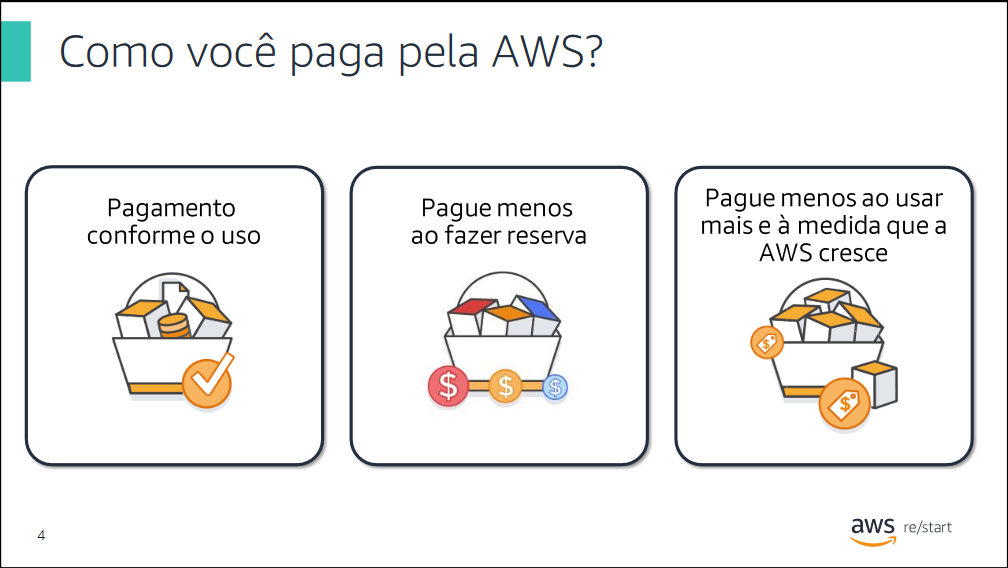 Como você paga pela AWS?
Pagamento
conforme o uso
Pague menos
ao fazer reserva
Pague menos ao usar
mais e à medida que a
AWS cresce
$
$
$
$
$
4
aws re/start